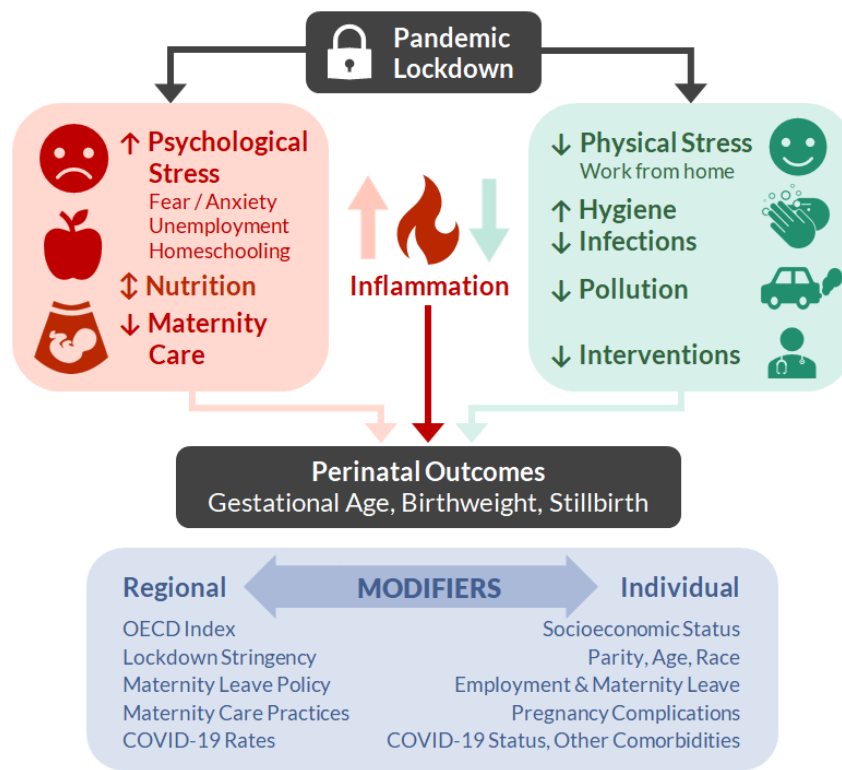 Pandemic
Lockdown
↑ Psychological
Stress
Fear / Anxiety
Unemployment
Homeschooling
↕ Nutrition
↓ Maternity
Care
Inflammation
↓ Physical Stress
Work from home
↑ Hygiene
↓ Infections
↓ Pollution
↓ Interventions
Perinatal Outcomes
Gestational Age, Birthweight, Stillbirth
MODIFIERS
Regional
OECD Index
Lockdown Stringency
Maternity Leave Policy
Maternity Care Practices
COVID-19 Rates
Individual
Socioeconomic Status
Parity, Age, Race
Employment & Maternity Leave
Pregnancy Complications
COVID-19 Status, Other Comorbidities